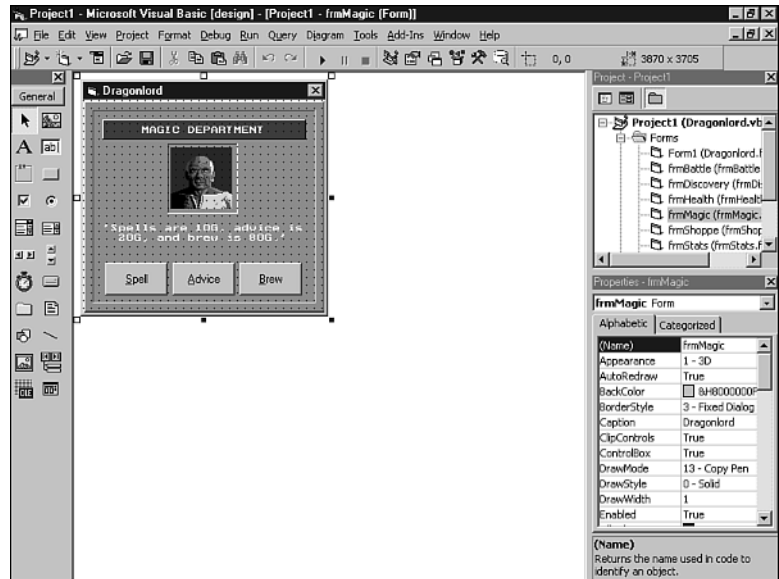 Project1 - Microsoft Visual Basic [design] - [Project1 - frmMagic (Form)]
File Edit View Project Format Debug Run Query Diagram Tools Add-Ins Window Help
0, 0 3870 x 3705
General
A ab|
Dragonlord
MAGIC DEPARTMENT
"Spells are 10G, advice is
20G, and brew is 80G."
Spell Advice Brew
Project - Project1
Project1 (Dragonlord.vb
Forms
Form1 (Dragonlord.f
frmBattle (frmBattle
frmDiscovery (frmDi
frmHealth (frmHealt
frmMagic (frmMagic.
frmShoppe (frmShop
frmStats (frmStats.f
Properties - frmMagic
frmMagic Form
Alphabetic Categorized
(Name) frmMagic
Appearance 1 - 3D
AutoRedraw True
BackColor &H8000000F
BorderStyle 3 - Fixed Dialog
Caption Dragonlord
ClipControls True
ControlBox True
DrawMode 13 - Copy Pen
DrawStyle 0 - Solid
DrawWidth 1
Enabled True
(Name)
Returns the name used in code to
identify an object.